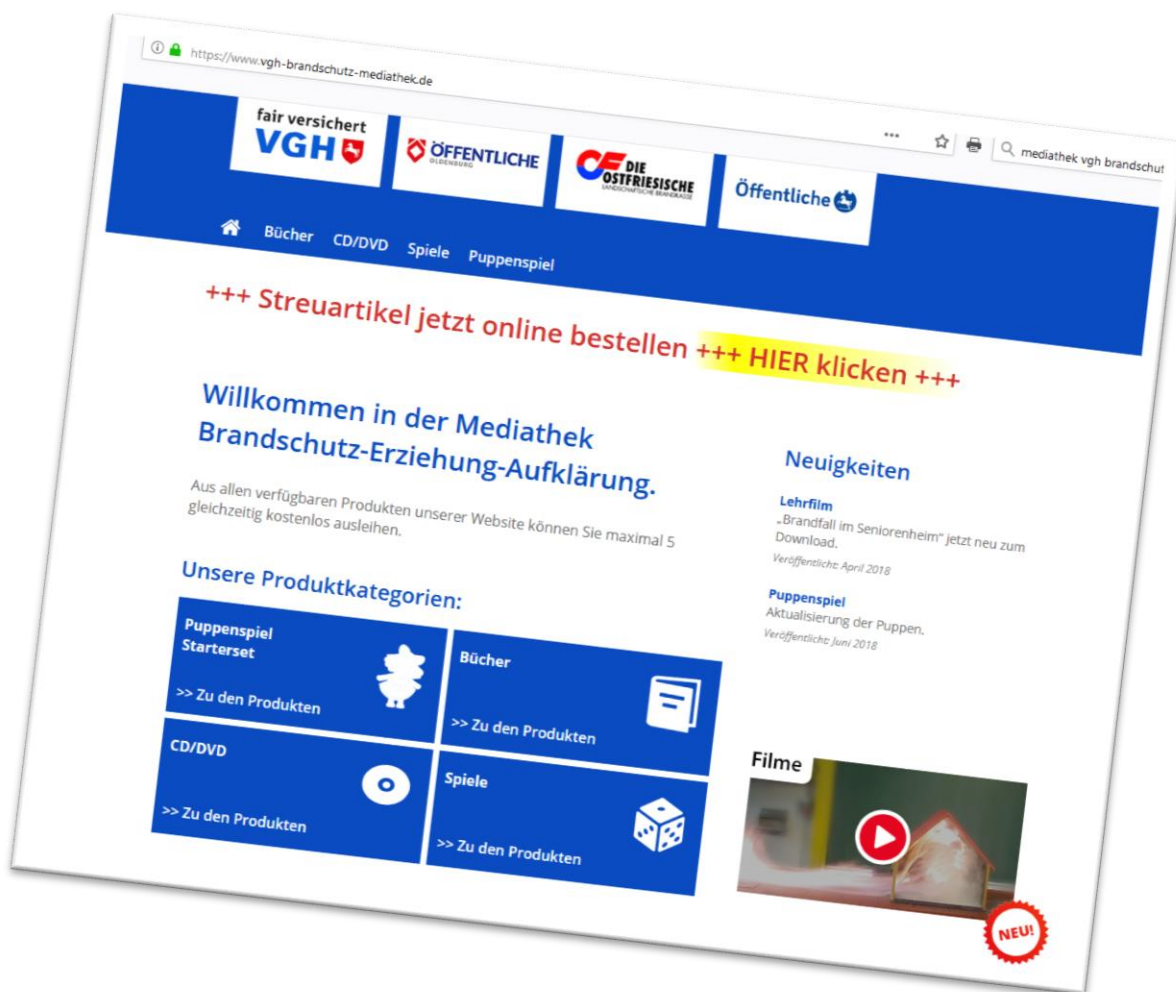 https://www.vgh-brandschutz-mediathek.de
mediathek vgh brandschut
fair versichert
VGH
ÖFFENTLICHE
OLDENBURG
DIE
OSTFRIESISCHE
LANDSCHAFTLICHE BRANDKASSE
Öffentliche
Bücher CD/DVD Spiele Puppenspiel
+++ Streuartikel jetzt online bestellen +++ HIER klicken +++
Willkommen in der Mediathek
Brandschutz-Erziehung-Aufklärung.
Aus allen verfügbaren Produkten unserer Website können Sie maximal 5
gleichzeitig kostenlos ausleihen.
Unsere Produktkategorien:
Puppenspiel
Starterset
>> Zu den Produkten
Bücher
>> Zu den Produkten
CD/DVD
>> Zu den Produkten
Spiele
>> Zu den Produkten
Neuigkeiten
Lehrfilm
„Brandfall im Seniorenheim“ jetzt neu zum
Download.
Veröffentlicht: April 2018
Puppenspiel
Aktualisierung der Puppen.
Veröffentlicht: Juni 2018
Filme
NEU!